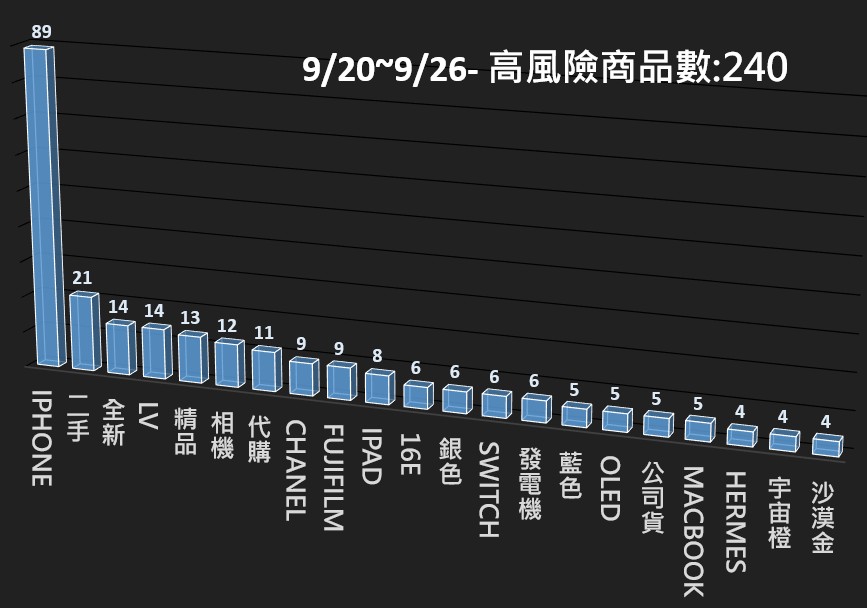 9/20~9/26- 高風險商品數:240
89
21
14
14
13
12
11
9
9
8
6
6
6
6
5
5
5
5
4
4
4
IPHONE
二手
全新
LV
精品
相機
代購
CHANEL
FUJIFILM
IPAD
16E
銀色
SWITCH
發電機
藍色
OLED
公司貨
MACBOOK
HERMES
宇宙橙
沙漠金